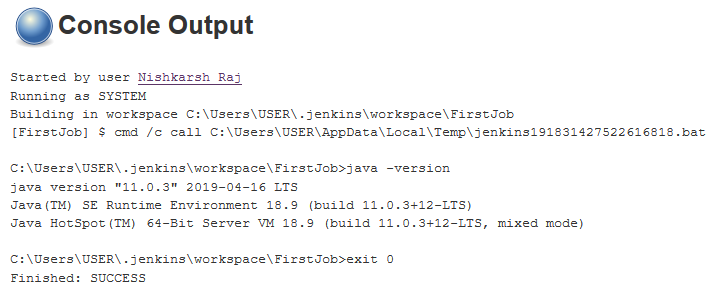 Console Output
Started by user Nishkarsh Raj
Running as SYSTEM
Building in workspace C:\Users\USER\.jenkins\workspace\FirstJob
[FirstJob] $ cmd /c call C:\Users\USER\AppData\Local\Temp\jenkins191831427522616818.bat
C:\Users\USER\.jenkins\workspace\FirstJob>java -version
java version "11.0.3" 2019-04-16 LTS
Java(TM) SE Runtime Environment 18.9 (build 11.0.3+12-LTS)
Java HotSpot(TM) 64-Bit Server VM 18.9 (build 11.0.3+12-LTS, mixed mode)
C:\Users\USER\.jenkins\workspace\FirstJob>exit 0
Finished: SUCCESS